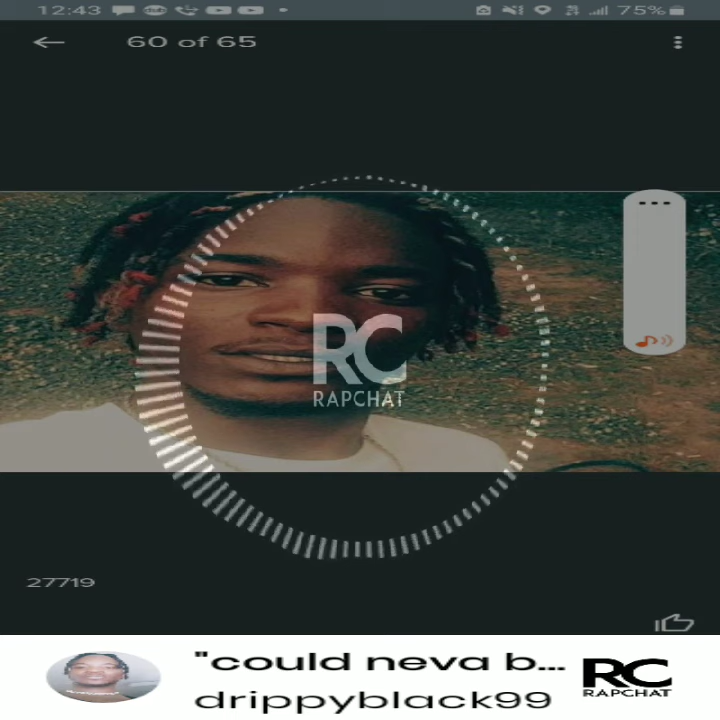 12:43
75%
60 of 65
RC
RAPCHAT
27719
"could neva b...
drippyblack99
RC
RAPCHAT